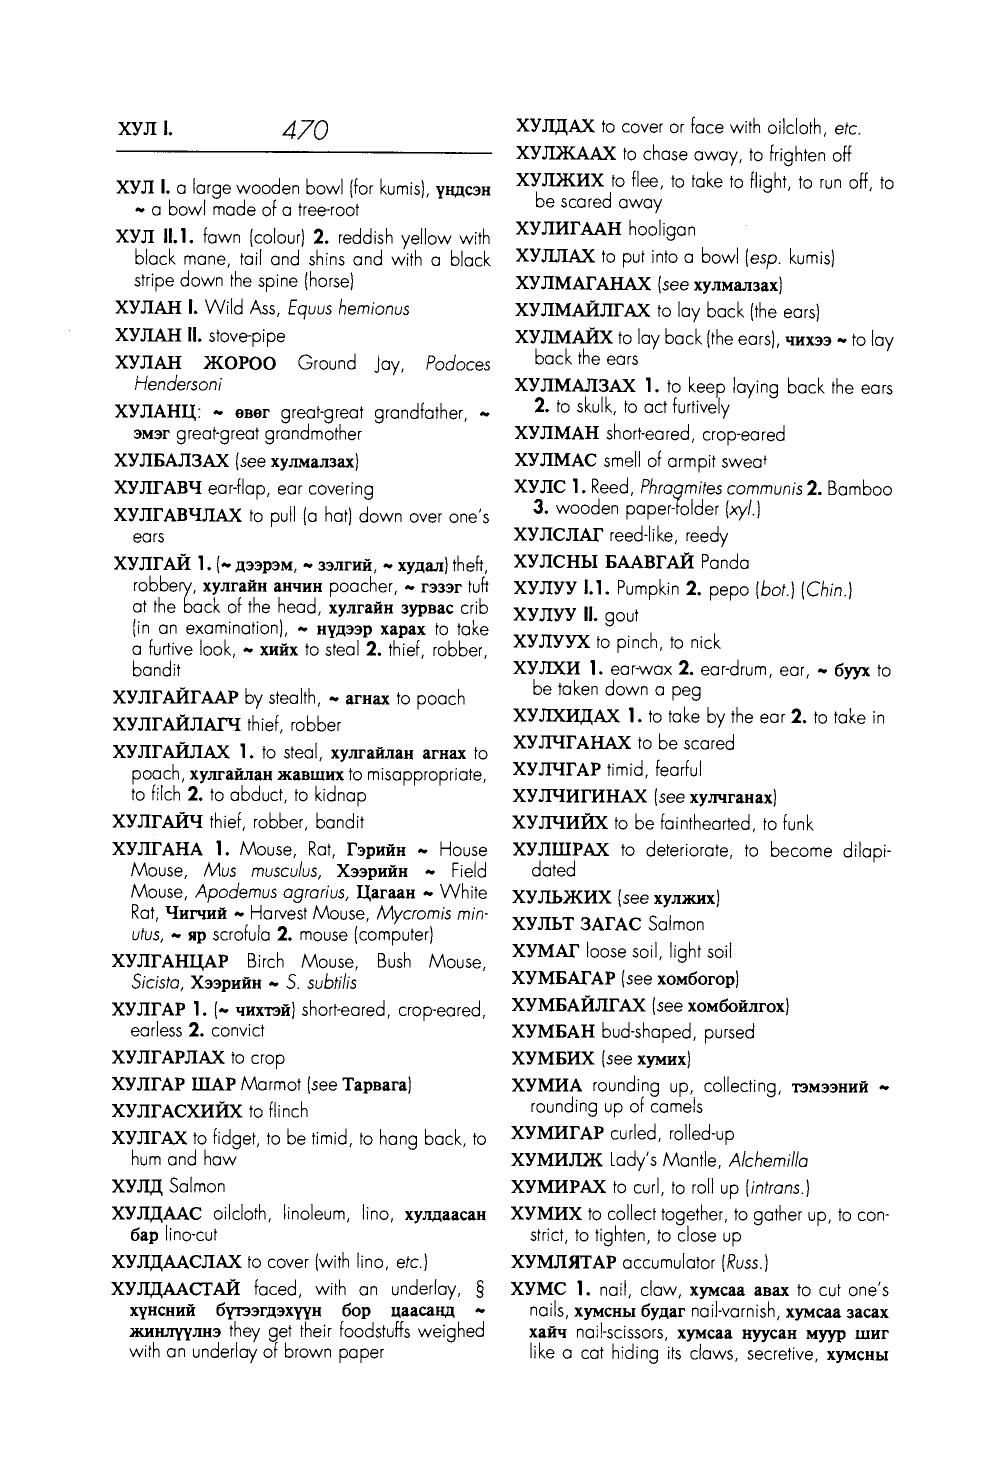 ХУЛ I. 470
ХУЛ I. a large wooden bowl (for kumis), үндсэн
~ a bowl made of a tree-root
ХУЛ II.1. fawn (colour) 2. reddish yellow with
black mane, tail and shins and with a black
stripe down the spine (horse)
ХУЛАН I. Wild Ass, Equus hemionus
ХУЛАН II. stove-pipe
ХУЛАН ЖОРОО Ground Jay, Podoces
Hendersoni
ХУЛАНЦ: ~ өвөг great-great grandfather, ~
эмэг great-great grandmother
ХУЛБАЛЗАХ (see хулмалзах)
ХУЛГАВЧ ear-flap, ear covering
ХУЛГАВЧЛАХ to pull (a hat) down over one's
ears
ХУЛГАЙ 1. (~ дээрэм, ~ зэлгий, ~ худал) theft,
robbery, хулгайн анчин poacher, ~ гэзэг tuft
at the back of the head, хулгайн зурвас crib
(in an examination), ~ нүдээр харах to take
a furtive look, ~ хийх to steal 2. thief, robber,
bandit
ХУЛГАЙГААР by stealth, ~ агнах to poach
ХУЛГАЙЛАГЧ thief, robber
ХУЛГАЙЛАХ 1. to steal, хулгайлан агнах to
poach, хулгайлан жавших to misappropriate,
to filch 2. to abduct, to kidnap
ХУЛГАЙЧ thief, robber, bandit
ХУЛГАНА 1. Mouse, Rat, Гэрийн ~ House
Mouse, Mus musculus, Хээрийн ~ Field
Mouse, Apodemus agrarius, Цагаан ~ White
Rat, Чигчий ~ Harvest Mouse, Mycromis min-
utus, ~ яр scrofula 2. mouse (computer)
ХУЛГАНЦАР Birch Mouse, Bush Mouse,
Sicista, Хээрийн ~ S. subtilis
ХУЛГАР 1. (~ чихтэй) short-eared, crop-eared,
earless 2. convict
ХУЛГАРЛАХ to crop
ХУЛГАР ШАР Marmot (see Тарвага)
ХУЛГАСХИЙХ to flinch
ХУЛГАХ to fidget, to be timid, to hang back, to
hum and haw
ХУЛД Salmon
ХУЛДААС oilcloth, linoleum, lino, хулдаасан
бар lino-cut
ХУЛДААСЛАХ to cover (with lino, etc.)
ХУЛДААСТАЙ faced, with an underlay, §
хүнсний бүтээгдэхүүн бор цаасанд ~
жинлүүлнэ they get their foodstuffs weighed
with an underlay of brown paper
ХУЛДАХ to cover or face with oilcloth, etc.
ХУЛЖААХ to chase away, to frighten off
ХУЛЖИХ to flee, to take to flight, to run off, to
be scared away
ХУЛИГААН hooligan
ХУЛЛАХ to put into a bowl (esp. kumis)
ХУЛМАГАНАХ (see хулмалзах)
ХУЛМАЙЛГАХ to lay back (the ears)
ХУЛМАЙХ to lay back (the ears), чихээ ~ to lay
back the ears
ХУЛМАЛЗАХ 1. to keep laying back the ears
2. to skulk, to act furtively
ХУЛМАН short-eared, crop-eared
ХУЛМАС smell of armpit sweat
ХУЛС 1. Reed, Phragmites communis 2. Bamboo
3. wooden paper-folder (xyl.)
ХУЛСЛАГ reed-like, reedy
ХУЛСНЫ БААВГАЙ Panda
ХУЛУУ I.1. Pumpkin 2. pepo (bot.) (Chin.)
ХУЛУУ II. gout
ХУЛУУХ to pinch, to nick
ХУЛХИ 1. ear-wax 2. ear-drum, ear, ~ буух to
be taken down a peg
ХУЛХИДАХ 1. to take by the ear 2. to take in
ХУЛЧГАНАХ to be scared
ХУЛЧГАР timid, fearful
ХУЛЧИГИНАХ (see хулчганах)
ХУЛЧИЙХ to be fainthearted, to funk
ХУЛШРАХ to deteriorate, to become dilapi-
dated
ХУЛЬЖИХ (see хулжих)
ХУЛЬТ ЗАГАС Salmon
ХУМАГ loose soil, light soil
ХУМБАГАР (see хомбогор)
ХУМБАЙЛГАХ (see хомбойлгох)
ХУМБАН bud-shaped, pursed
ХУМБИХ (see хумих)
ХУМИА rounding up, collecting, тэмээний ~
rounding up of camels
ХУМИГАР curled, rolled-up
ХУМИЛЖ Lady's Mantle, Alchemilla
ХУМИРАХ to curl, to roll up (intrans.)
ХУМИХ to collect together, to gather up, to con-
strict, to tighten, to close up
ХУМЛЯТАР accumulator (Russ.)
ХУМС 1. nail, claw, хумсаа авах to cut one's
nails, хумсны будаг nail-varnish, хумсаа засах
хайч nail-scissors, хумсаа нуусан муур шиг
like a cat hiding its claws, secretive, хумсны